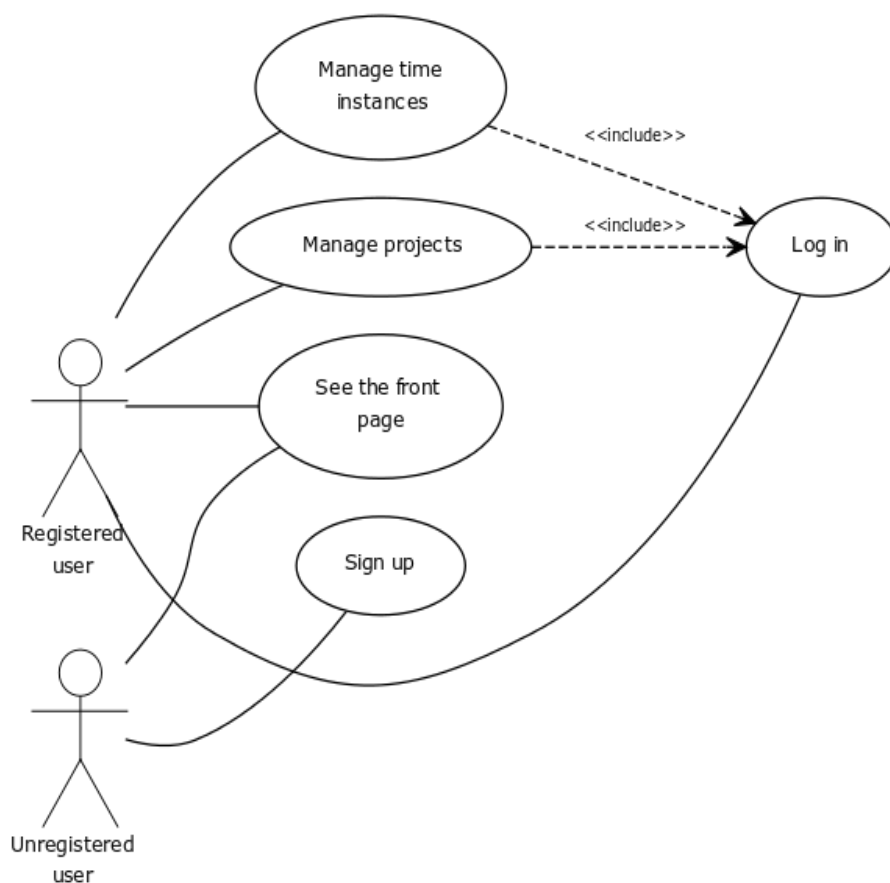 Manage time
instances
<<include>>
<<include>>
Manage projects
Log in
See the front
page
Registered
user
Sign up
Unregistered
user